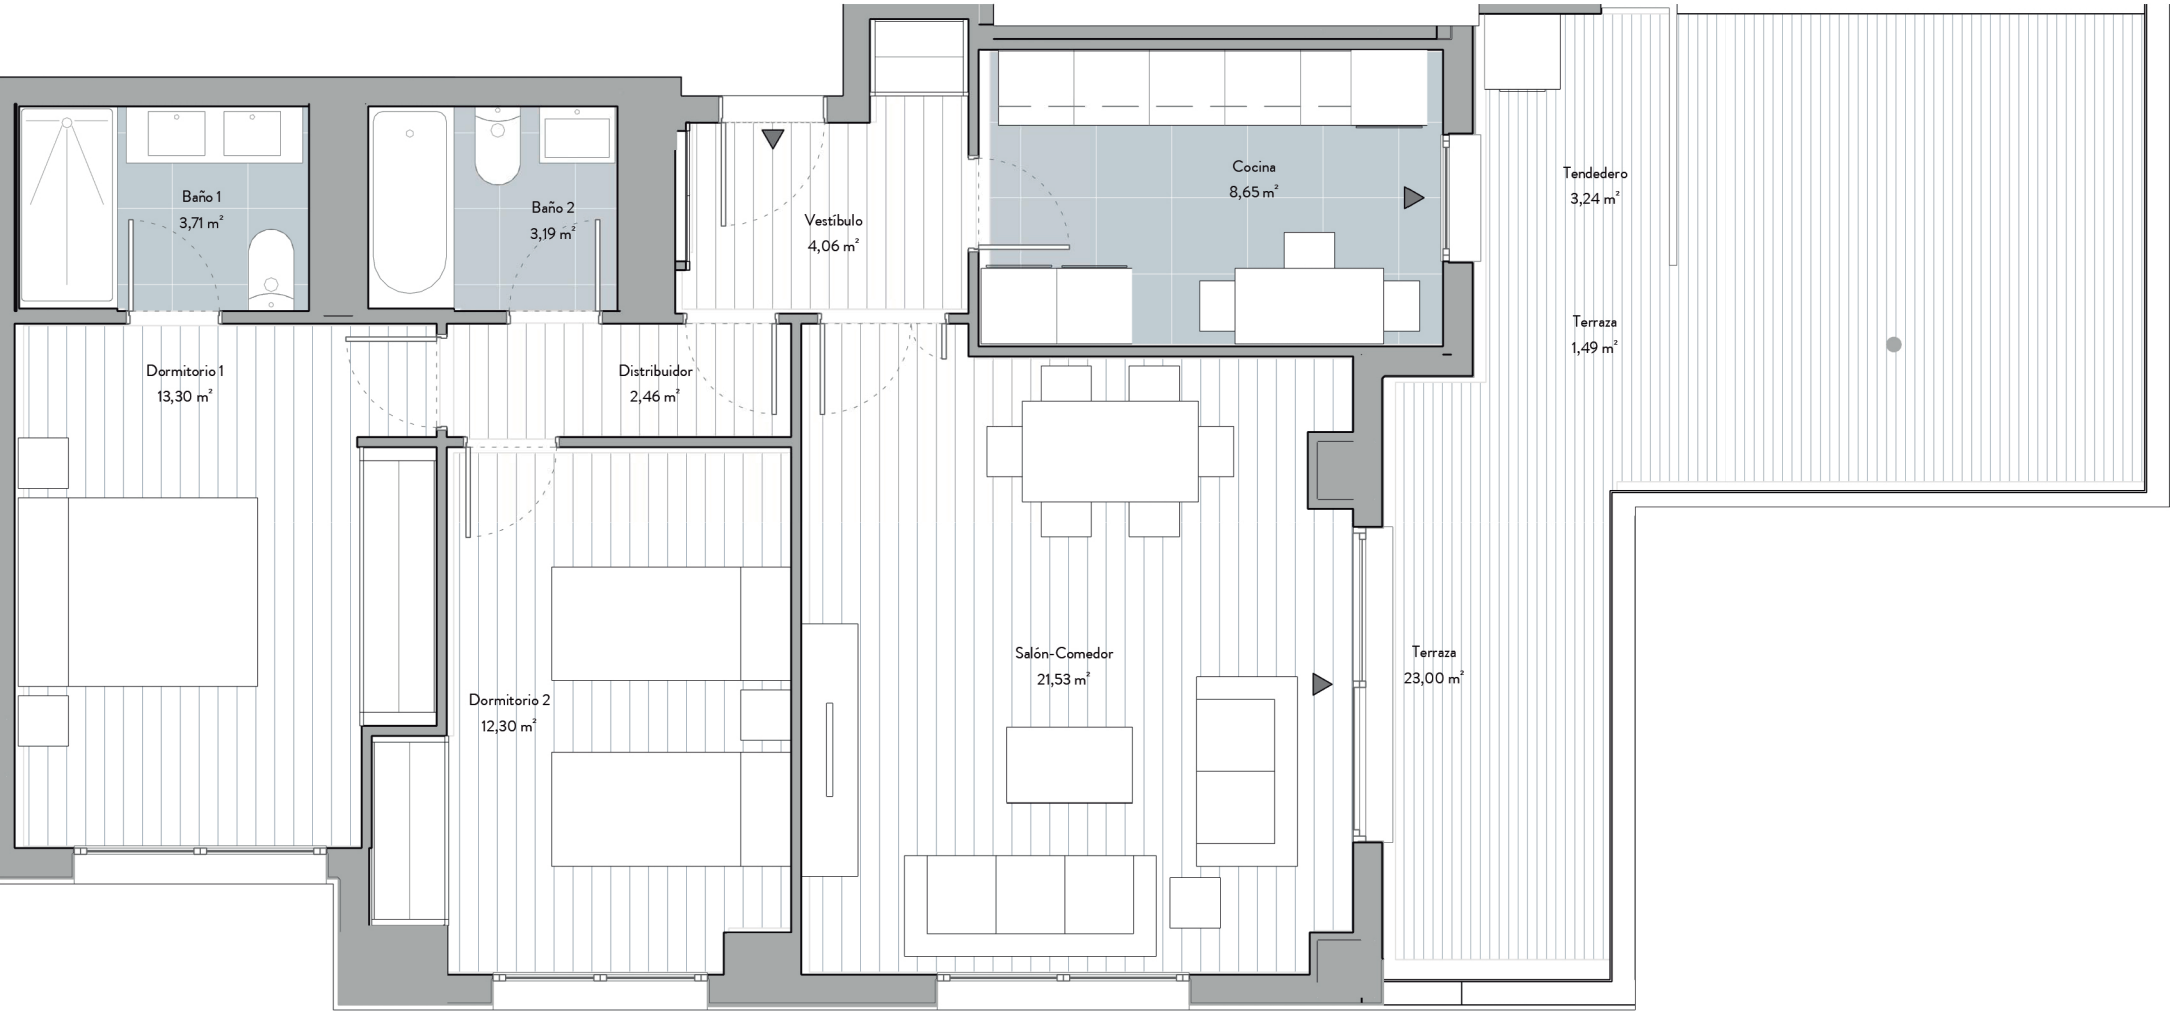 Baño 1
3,71 m²
Baño 2
3,19 m²
Vestíbulo
4,06 m²
Cocina
8,65 m²
Tendedero
3,24 m²
Terraza
1,49 m²
Dormitorio 1
13,30 m²
Distribuidor
2,46 m²
Dormitorio 2
12,30 m²
Salón-Comedor
21,53 m²
Terraza
23,00 m²